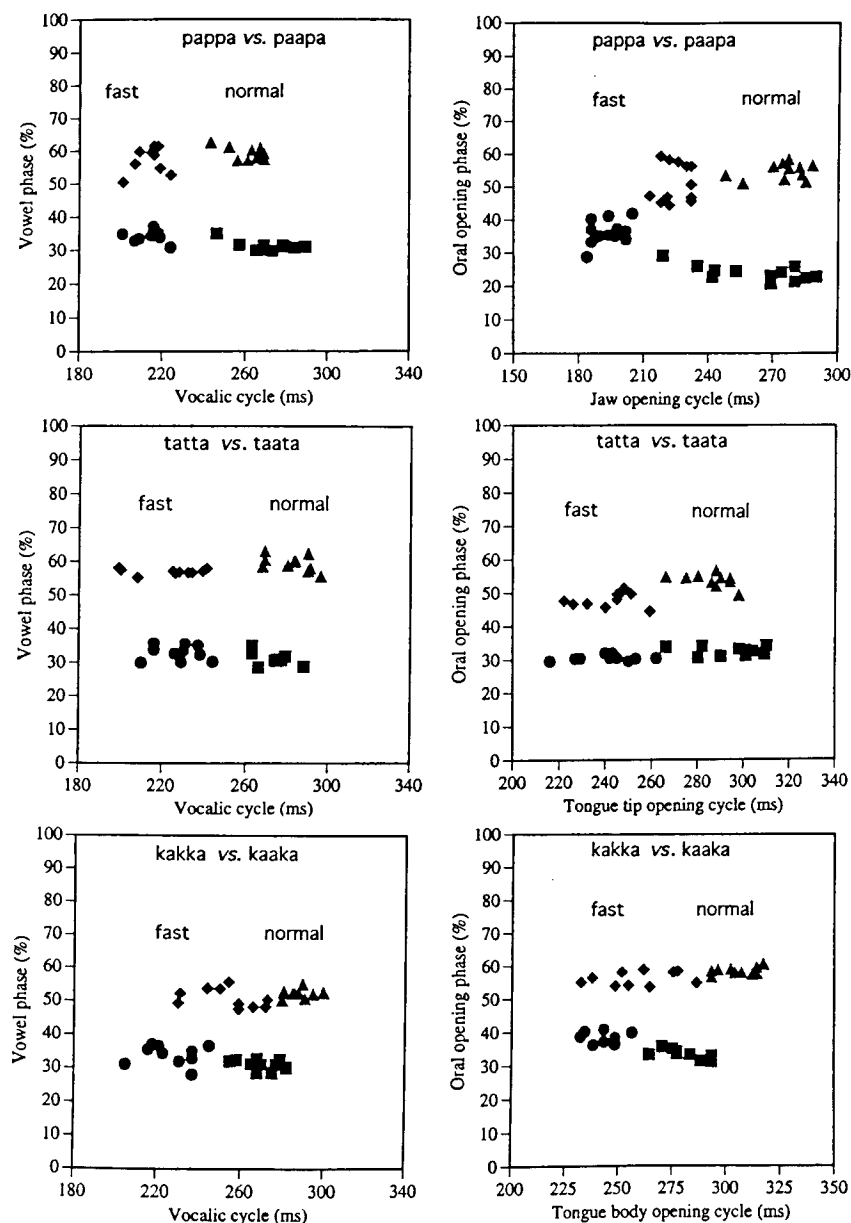 pappa vs. paapa
fast normal
Vowel phase (%)
100
90
80
70
60
50
40
30
20
10
0
180 220 260 300 340
Vocalic cycle (ms)
pappa vs. paapa
fast normal
Oral opening phase (%)
100
90
80
70
60
50
40
30
20
10
0
150 180 210 240 270 300
Jaw opening cycle (ms)
tatta vs. taata
fast normal
Vowel phase (%)
100
90
80
70
60
50
40
30
20
10
0
180 220 260 300 340
Vocalic cycle (ms)
tatta vs. taata
fast normal
Oral opening phase (%)
100
90
80
70
60
50
40
30
20
10
0
200 220 240 260 280 300 320 340
Tongue tip opening cycle (ms)
kakka vs. kaaka
fast normal
Vowel phase (%)
100
90
80
70
60
50
40
30
20
10
0
180 220 260 300 340
Vocalic cycle (ms)
kakka vs. kaaka
fast normal
Oral opening phase (%)
100
90
80
70
60
50
40
30
20
10
0
200 225 250 275 300 325 350
Tongue body opening cycle (ms)